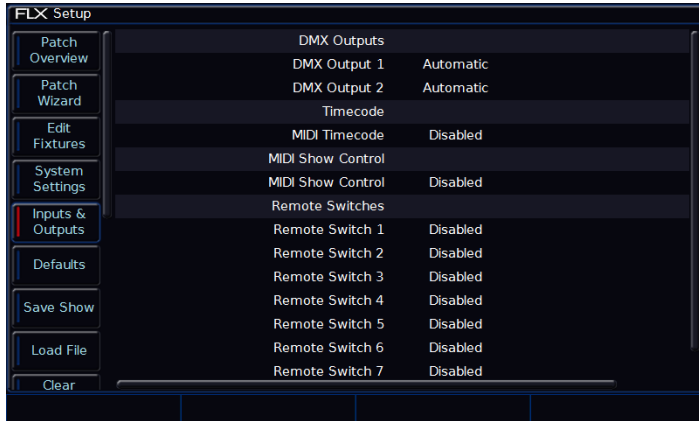 FLX Setup
Patch
Overview
Patch
Wizard
Edit
Fixtures
System
Settings
Inputs &
Outputs
Defaults
Save Show
Load File
Clear
DMX Outputs
DMX Output 1 Automatic
DMX Output 2 Automatic
Timecode
MIDI Timecode Disabled
MIDI Show Control
MIDI Show Control Disabled
Remote Switches
Remote Switch 1 Disabled
Remote Switch 2 Disabled
Remote Switch 3 Disabled
Remote Switch 4 Disabled
Remote Switch 5 Disabled
Remote Switch 6 Disabled
Remote Switch 7 Disabled